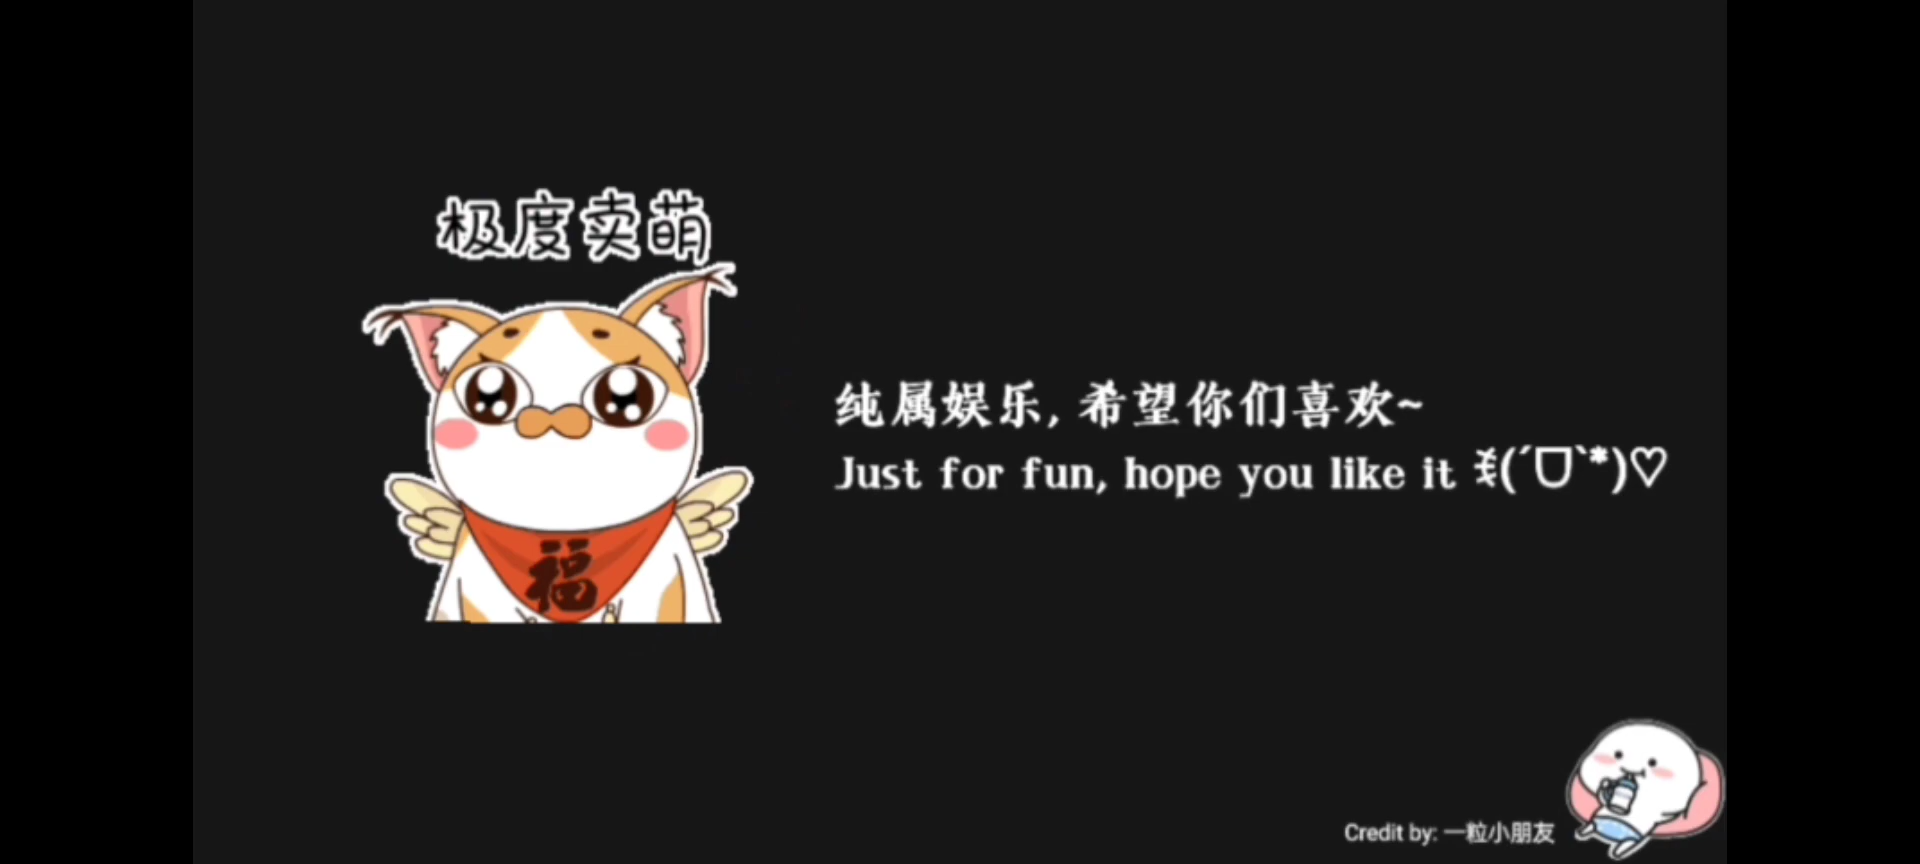 极度卖萌
福
纯属娱乐, 希望你们喜欢~
Just for fun, hope you like it ꉂ(ˊᗜˋ*)♡
Credit by: 一粒小朋友